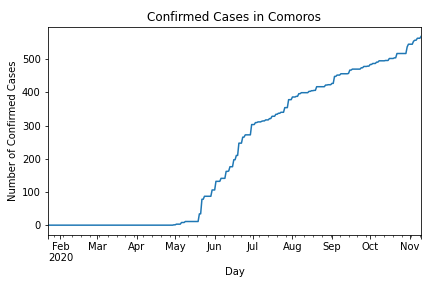 Confirmed Cases in Comoros
Number of Confirmed Cases
500
400
300
200
100
0
Feb Mar Apr May Jun Jul Aug Sep Oct Nov
2020
Day